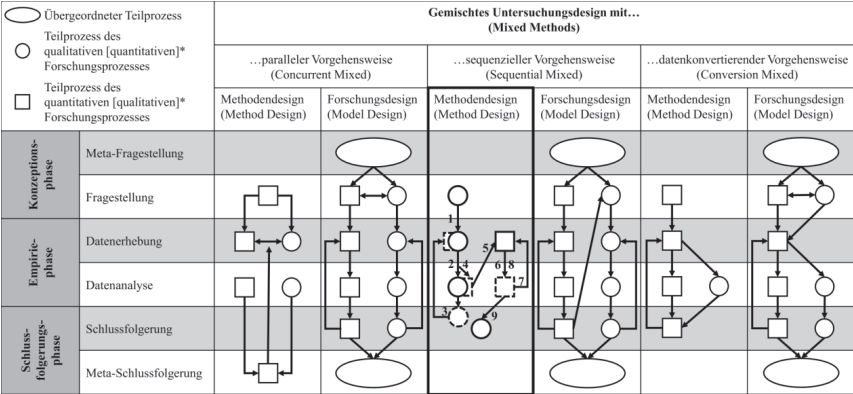 Übergeordneter Teilprozess
Teilprozess des
qualitativen [quantitativen]*
Forschungsprozesses
Teilprozess des
quantitativen [qualitativen]*
Forschungsprozesses
Gemischtes Untersuchungsdesign mit…
(Mixed Methods)
…paralleler Vorgehensweise
(Concurrent Mixed)
…sequenzieller Vorgehensweise
(Sequential Mixed)
…datenkonvertierender Vorgehensweise
(Conversion Mixed)
Methodendesign
(Method Design)
Forschungsdesign
(Model Design)
Methodendesign
(Method Design)
Forschungsdesign
(Model Design)
Methodendesign
(Method Design)
Forschungsdesign
(Model Design)
Konzeptions-
phase
Meta-Fragestellung
Fragestellung
1
Empirie-
phase
Datenerhebung
5
2 4 6 8
Datenanalyse
7
3 9
Schluss-
folgerungs-
phase
Schlussfolgerung
Meta-Schlussfolgerung